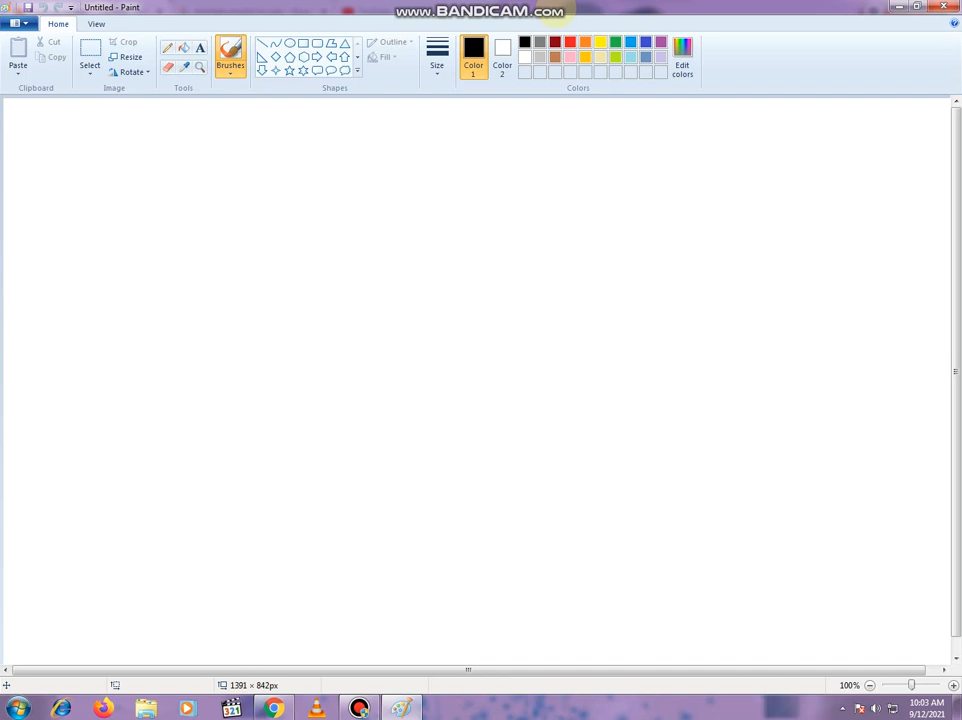 Untitled - Paint
www.BANDICAM.com
Home
View
Paste
Cut
Copy
Clipboard
Select
Crop
Resize
Rotate
Image
A
Tools
Brushes
Shapes
Outline
Fill
Size
Color
1
Color
2
Edit
colors
Colors
1391 × 842px
100%
321
10:03 AM
9/12/2021